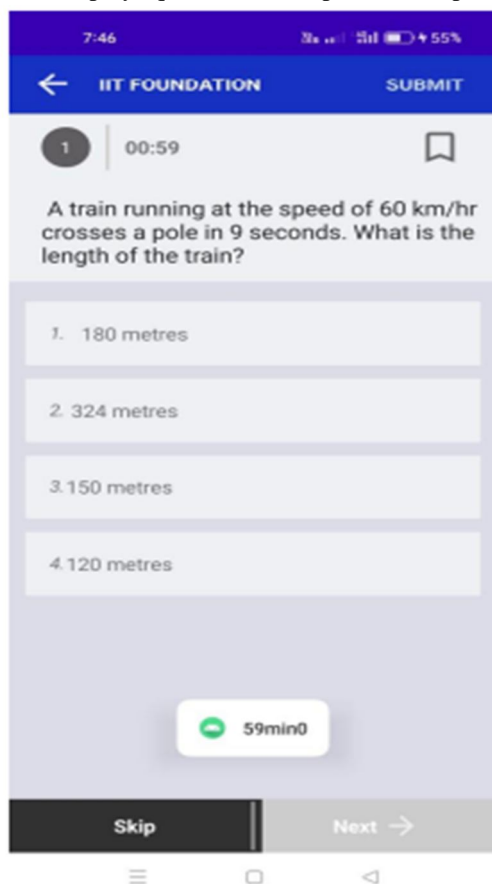 7:46
55%
IIT FOUNDATION SUBMIT
1 00:59
A train running at the speed of 60 km/hr
crosses a pole in 9 seconds. What is the
length of the train?
1. 180 metres
2. 324 metres
3. 150 metres
4. 120 metres
59min0
Skip Next